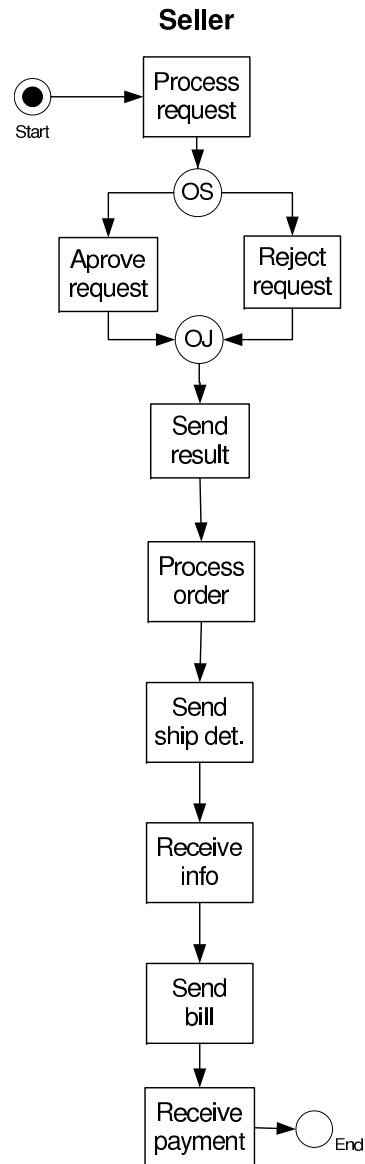 Seller
Process
request
Start
OS
Aprove
request
Reject
request
OJ
Send
result
Process
order
Send
ship det.
Receive
info
Send
bill
Receive
payment
End